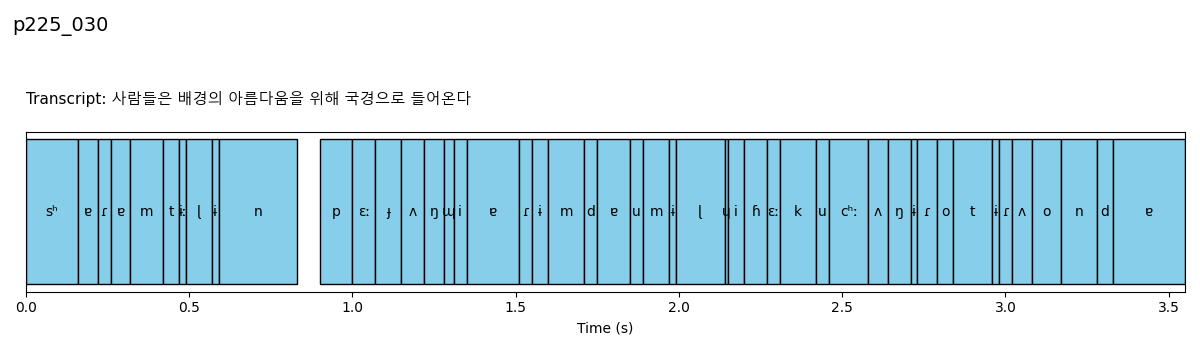 p225_030
Transcript: 사람들은 배경의 아름다움을 위해 국경으로 들어온다
sʰ ɐ ɾ ɐ m t ɨː ɭ ɨ n p ɛː ɟ ʌ ŋ ɰ i ɐ ɾ ɨ m d ɐ u m ɨ ɭ ɥ i ɦ ɛː k u cʰː ʌ ŋ ɨ ɾ o t ɨ ɾ ʌ o n d ɐ
0.0 0.5 1.0 1.5 2.0 2.5 3.0 3.5
Time (s)